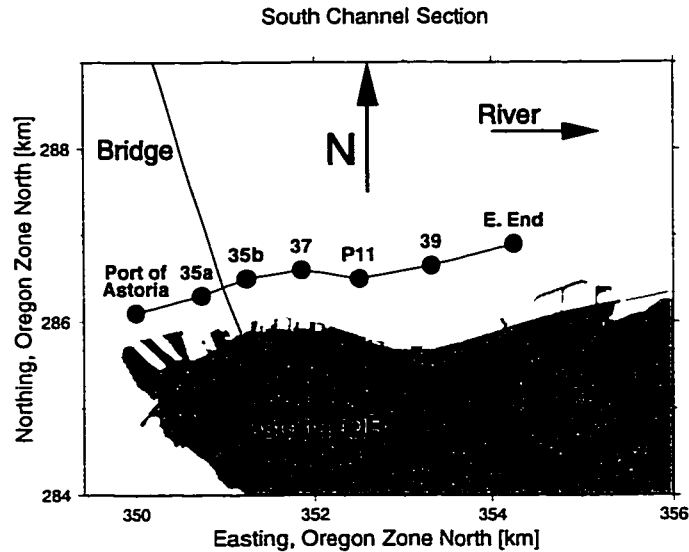 South Channel Section
N
River
Bridge
288
286
284
Port of
Astoria
35a
35b
37
P11
39
E. End
350
352
354
356
Northing, Oregon Zone North [km]
Easting, Oregon Zone North [km]